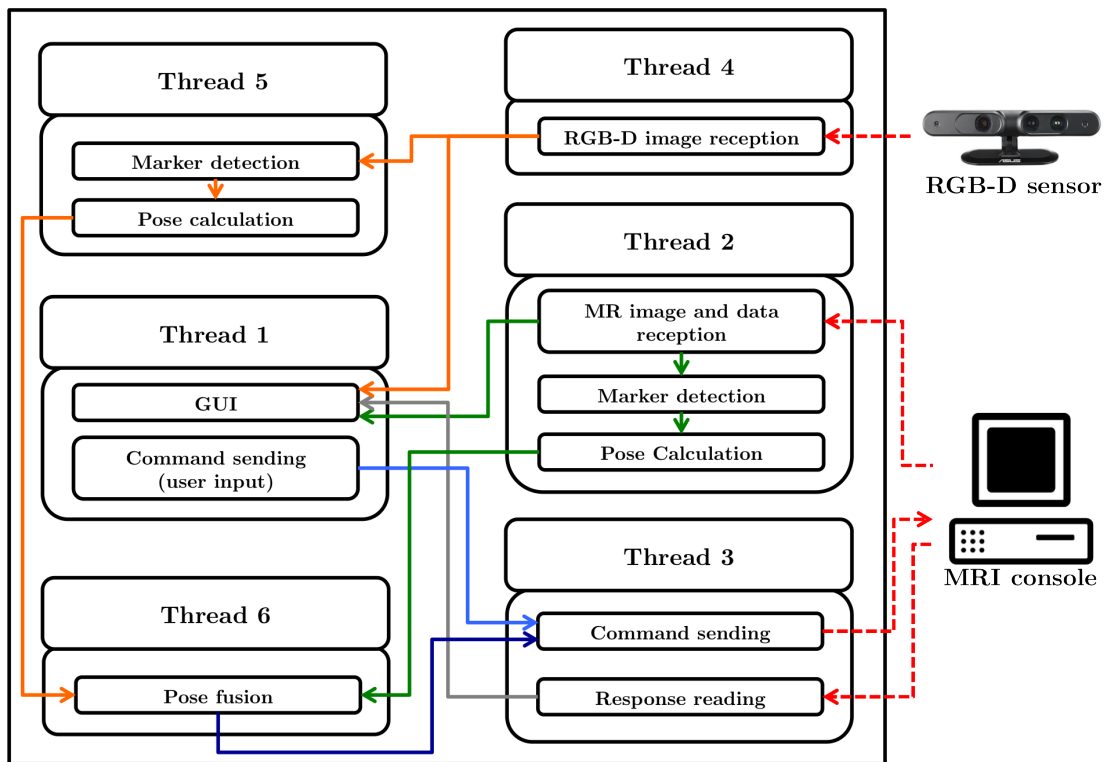 Thread 5
Marker detection
Pose calculation
Thread 4
RGB-D image reception
ASUS
RGB-D sensor
Thread 2
MR image and data
reception
Marker detection
Pose Calculation
Thread 1
GUI
Command sending
(user input)
MRI console
Thread 3
Command sending
Response reading
Thread 6
Pose fusion